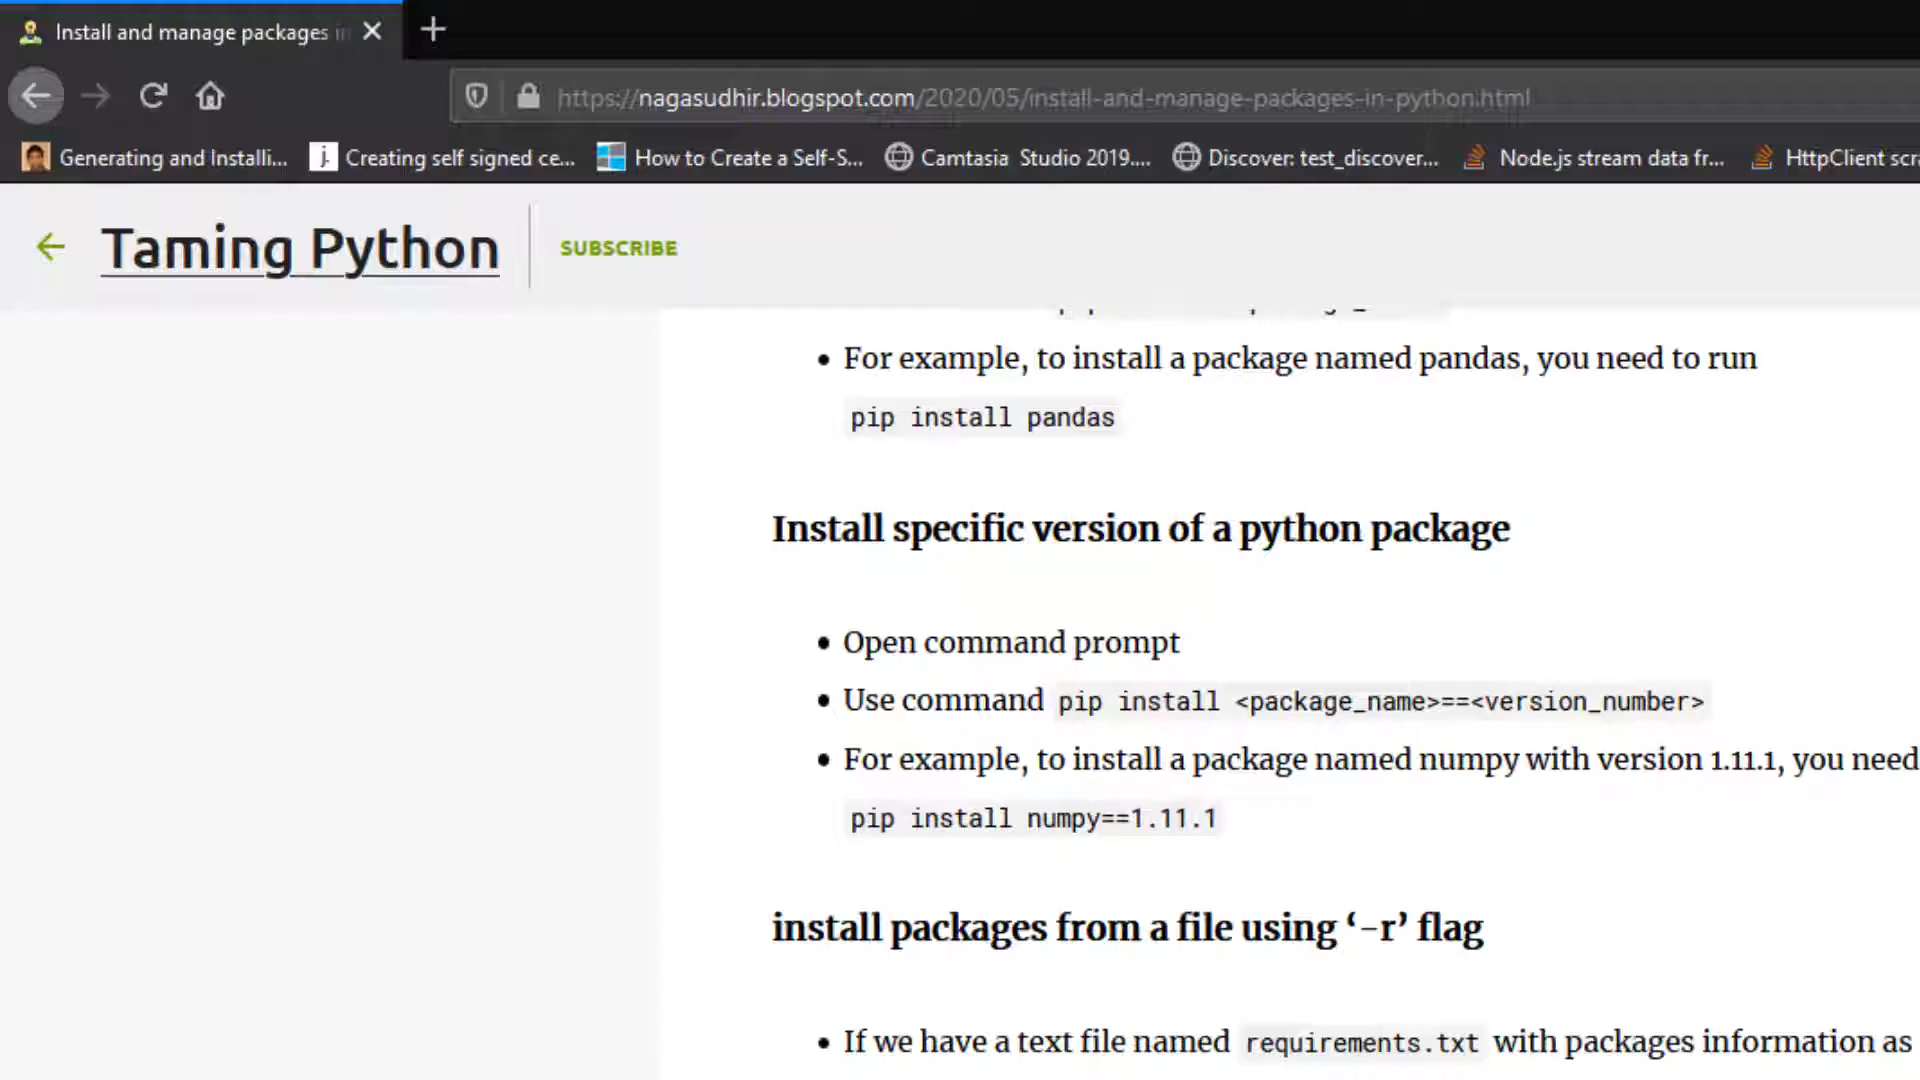 Install and manage packages i
https://nagasudhir.blogspot.com/2020/05/install-and-manage-packages-in-python.html
Generating and Installi... j. Creating self signed ce... How to Create a Self-S... Camtasia Studio 2019.... Discover: test_discover... Node.js stream data fr... HttpClient scra
Taming Python SUBSCRIBE
• For example, to install a package named pandas, you need to run
pip install pandas
Install specific version of a python package
• Open command prompt
• Use command pip install <package_name>==<version_number>
• For example, to install a package named numpy with version 1.11.1, you need
pip install numpy==1.11.1
install packages from a file using ‘-r’ flag
• If we have a text file named requirements.txt with packages information as